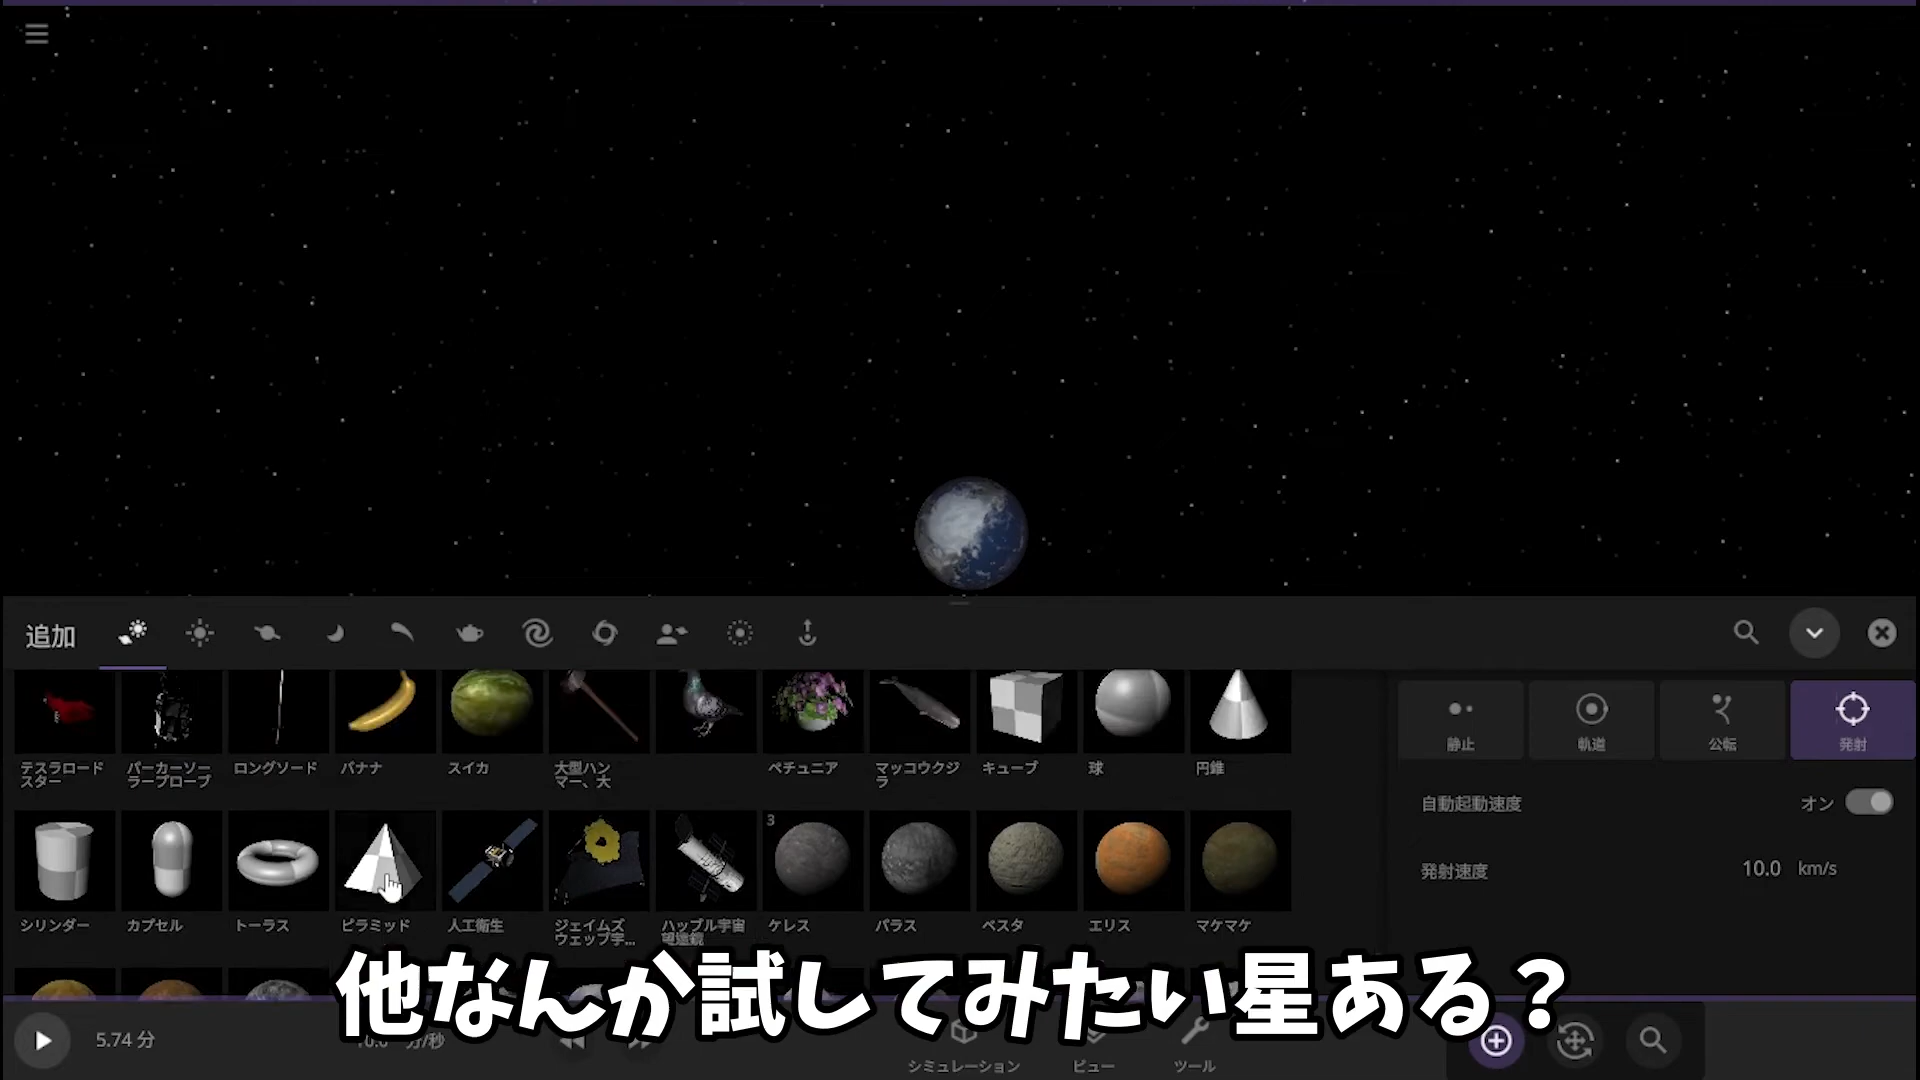 追加
テスラロード
スター
パーカーソー
ラープローブ
ロングソード
バナナ
スイカ
大型ハン
マー、大
ペチュニア
マッコウクジ
ラ
キューブ
球
円錐
静止
軌道
公転
発射
自動起動速度
オン
発射速度
10.0 km/s
シリンダー
カプセル
トーラス
ピラミッド
人工衛生
ジェイムズ
ウェッブ宇...
ハッブル宇宙
望遠鏡
3
ケレス
パラス
ベスタ
エリス
マケマケ
他なんか試してみたい星ある？
5.74 分
10.0 分/秒
シミュレーション
ビュー
ツール